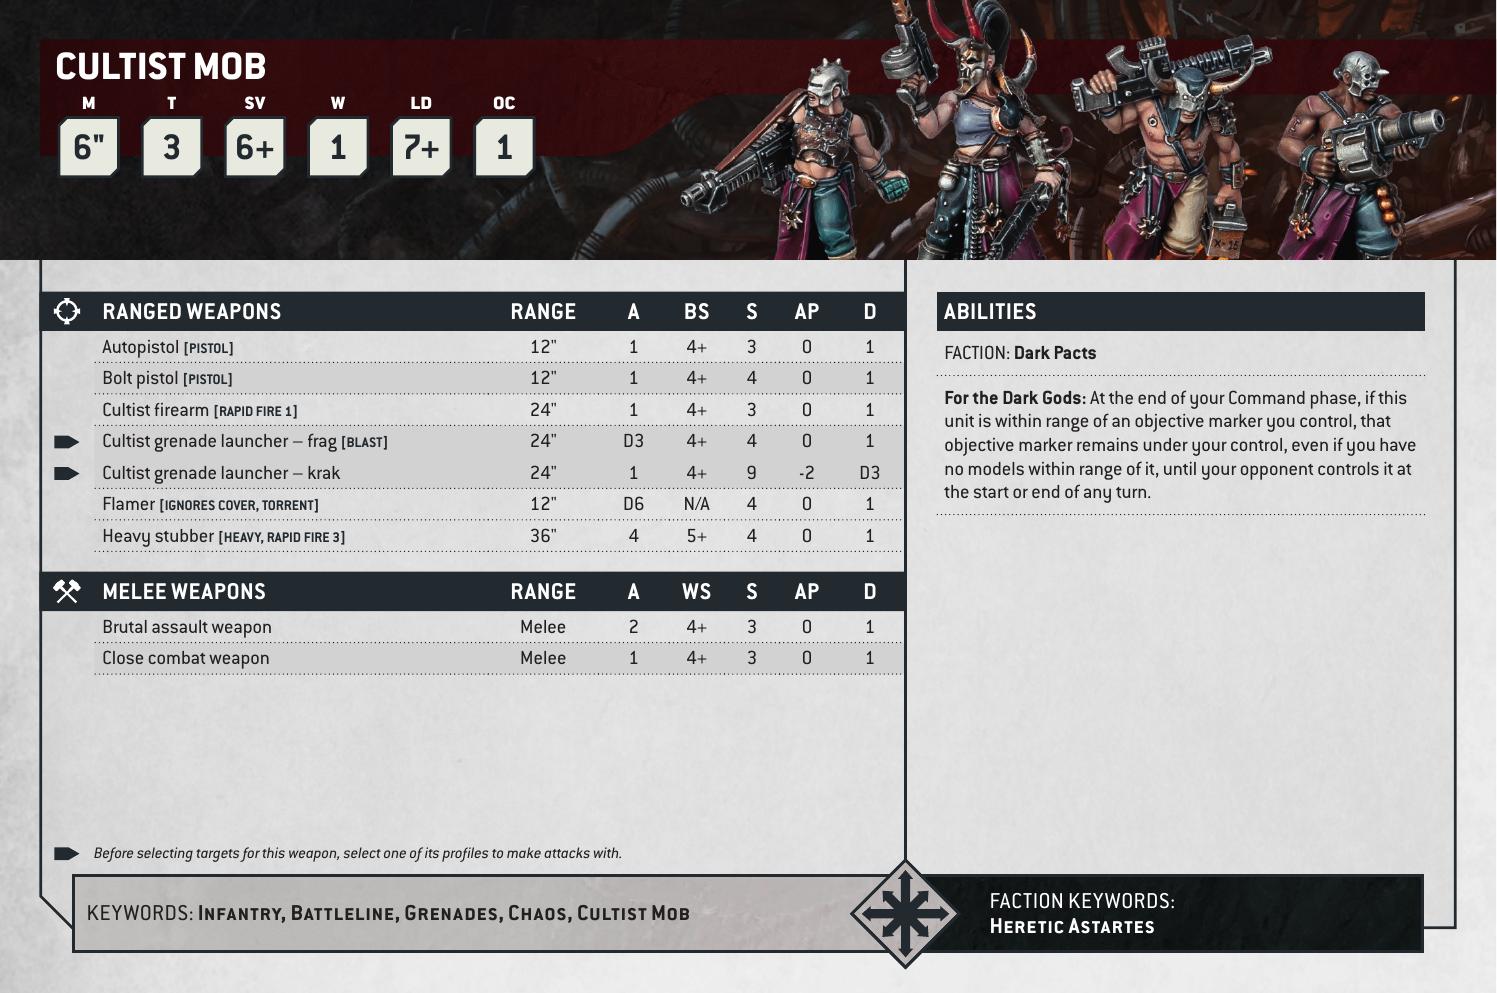 CULTIST MOB
M T SV W LD OC
6" 3 6+ 1 7+ 1
X-15
RANGED WEAPONS RANGE A BS S AP D
Autopistol [PISTOL] 12" 1 4+ 3 0 1
Bolt pistol [PISTOL] 12" 1 4+ 4 0 1
Cultist firearm [RAPID FIRE 1] 24" 1 4+ 3 0 1
Cultist grenade launcher – frag [BLAST] 24" D3 4+ 4 0 1
Cultist grenade launcher – krak 24" 1 4+ 9 -2 D3
Flamer [IGNORES COVER, TORRENT] 12" D6 N/A 4 0 1
Heavy stubber [HEAVY, RAPID FIRE 3] 36" 4 5+ 4 0 1
MELEE WEAPONS RANGE A WS S AP D
Brutal assault weapon Melee 2 4+ 3 0 1
Close combat weapon Melee 1 4+ 3 0 1
Before selecting targets for this weapon, select one of its profiles to make attacks with.
ABILITIES
FACTION: Dark Pacts
For the Dark Gods: At the end of your Command phase, if this
unit is within range of an objective marker you control, that
objective marker remains under your control, even if you have
no models within range of it, until your opponent controls it at
the start or end of any turn.
KEYWORDS: INFANTRY, BATTLELINE, GRENADES, CHAOS, CULTIST MOB
FACTION KEYWORDS:
HERETIC ASTARTES